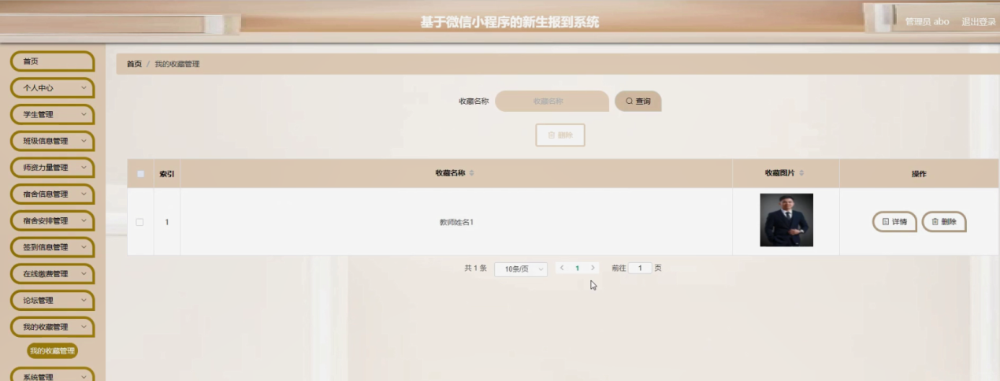 基于微信小程序的新生报到系统
管理员 abo 退出登录
首页
个人中心
学生管理
班级信息管理
师资力量管理
宿舍信息管理
宿舍安排管理
签到信息管理
在线缴费管理
论坛管理
我的收藏管理
我的收藏管理
系统管理
首页 / 我的收藏管理
收藏名称 收藏名称 查询
删除
索引 收藏名称 收藏图片 操作
1 教师姓名1 详情 删除
共 1 条 10条/页 1 前往 1 页